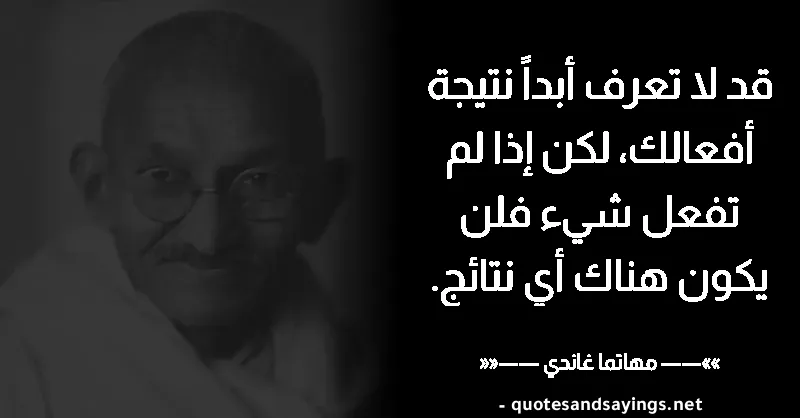 قد لا تعرف أبداً نتيجة
أفعالك، لكن إذا لم
تفعل شيء فلن
يكون هناك أي نتائج.
»»—— مهاتما غاندي ——««
- quotesandsayings.net